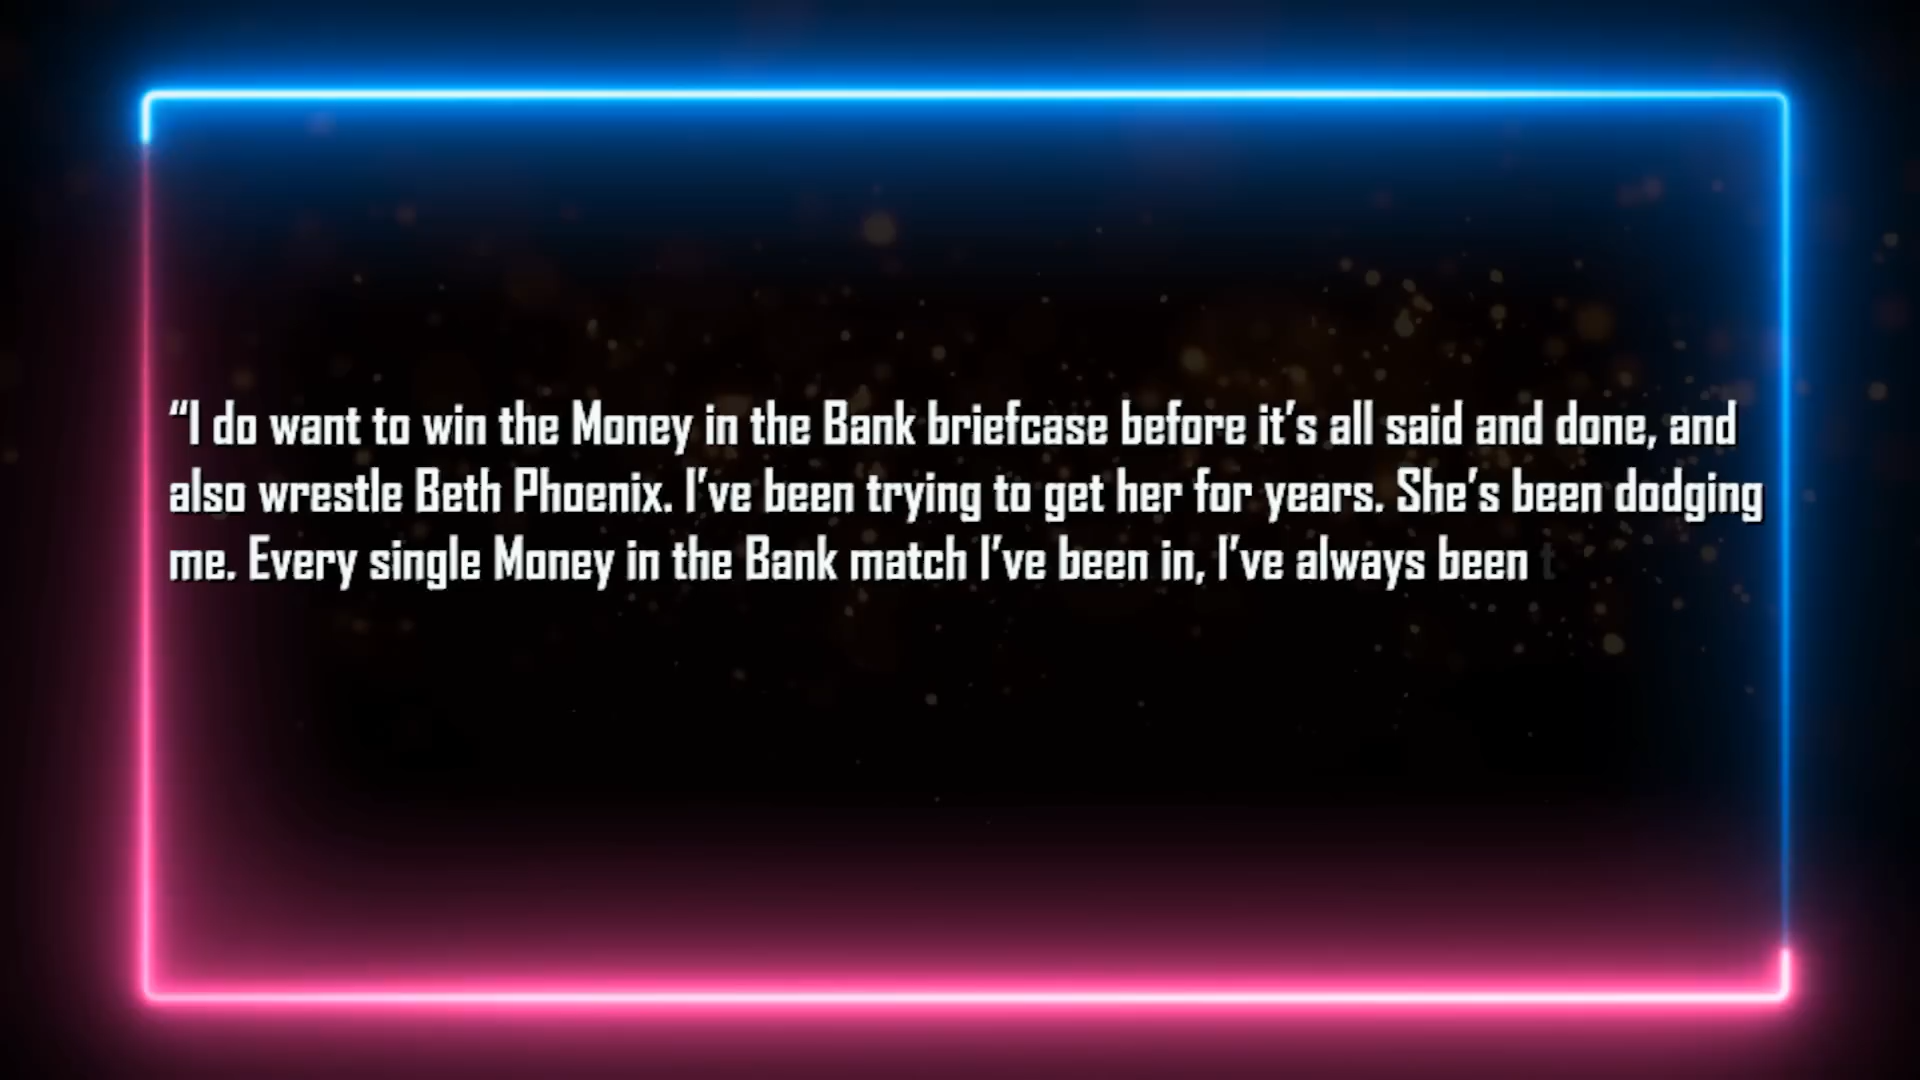 “I do want to win the Money in the Bank briefcase before it’s all said and done, and
also wrestle Beth Phoenix. I’ve been trying to get her for years. She’s been dodging
me. Every single Money in the Bank match I’ve been in, I’ve always been